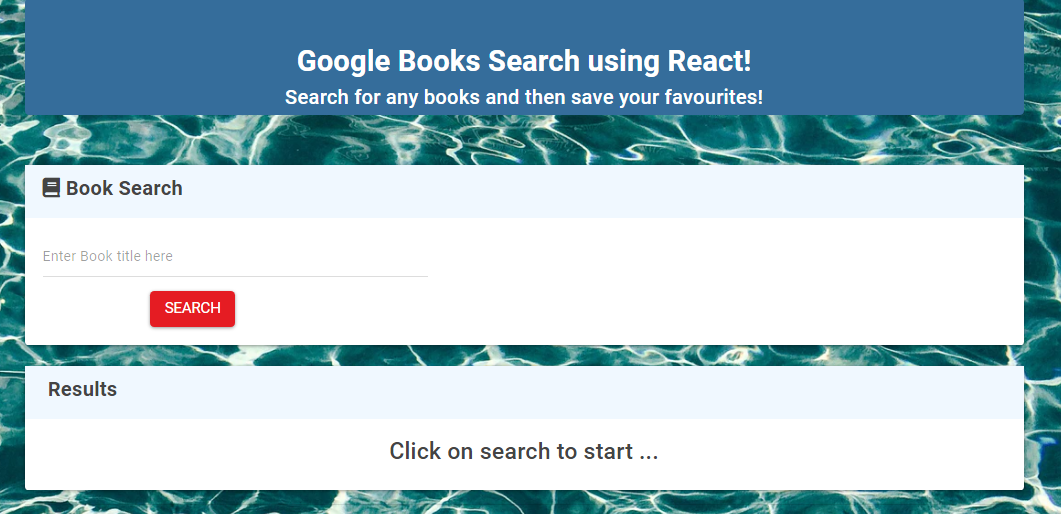 Google Books Search using React!
Search for any books and then save your favourites!
Book Search
Enter Book title here
SEARCH
Results
Click on search to start ...